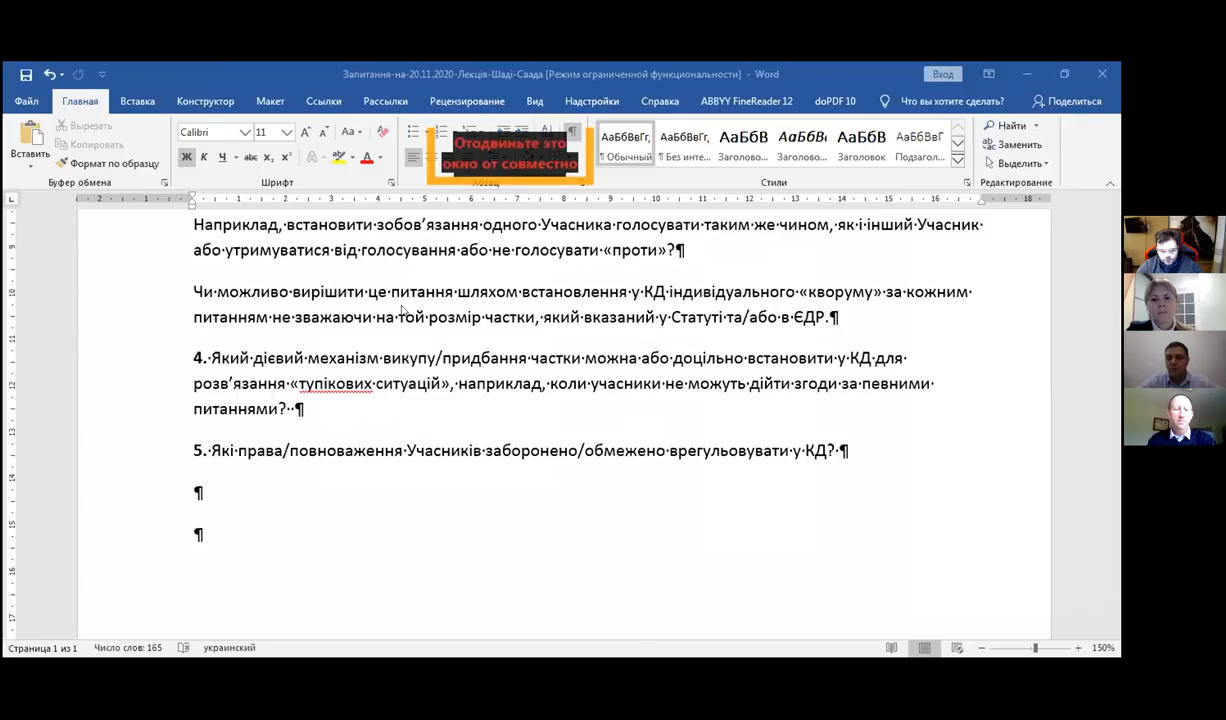 Запитання-на-20.11.2020-Лекція-Шаді-Саада [Режим ограниченной функциональности] - Word
Вход
Файл Главная Вставка Конструктор Макет Ссылки Рассылки Рецензирование Вид Надстройки Справка ABBYY FineReader 12 doPDF 10 Что вы хотите сделать? Поделиться
Вставить
Вырезать
Копировать
Формат по образцу
Буфер обмена
Calibri 11
Ж К Ч abc x₂ x²
Шрифт
Отодвиньте это
окно от совместно
Абзац
АаБбВвГг, АаБбВвГг, АаБбВ АаБбВ АаБбВвГ
¶ Обычный ¶ Без инте... Заголово... Заголово... Заголовок Подзаголо...
Стили
Найти
Заменить
Выделить
Редактирование
Наприклад, встановити зобов’язання одного Учасника голосувати таким же чином, як і інший Учасник
або утримуватися від голосування або не голосувати «проти»?¶
Чи можливо вирішити це питання шляхом встановлення у КД індивідуального «кворуму» за кожним
питанням не зважаючи на той розмір частки, який вказаний у Статуті та/або в ЄДР.¶
4. Який дієвий механізм викупу/придбання частки можна або доцільно встановити у КД для
розв’язання «тупікових ситуацій», наприклад, коли учасники не можуть дійти згоди за певними
питаннями? ¶
5. Які права/повноваження Учасників заборонено/обмежено врегульовувати у КД? ¶
¶
¶
Страница 1 из 1 Число слов: 165 украинский 150%